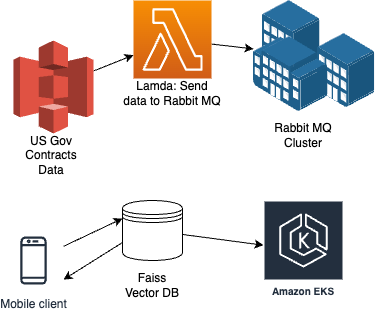 Lamda: Send
data to Rabbit MQ
US Gov
Contracts
Data
Rabbit MQ
Cluster
K
Faiss
Vector DB
Amazon EKS
Mobile client